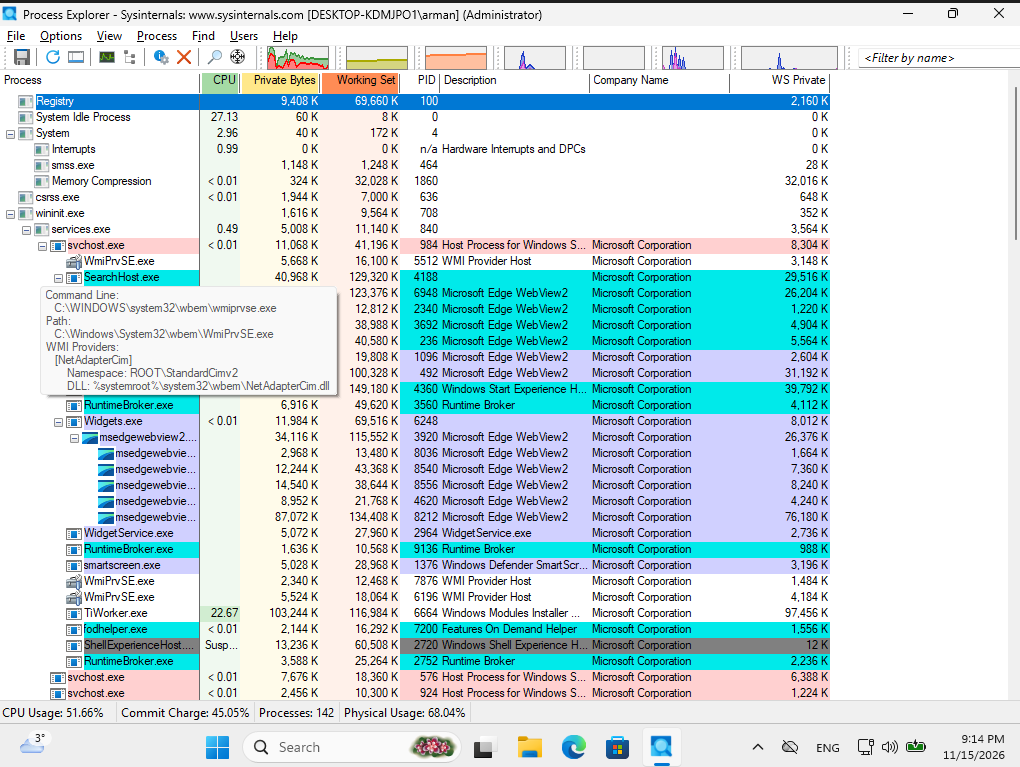 Process Explorer - Sysinternals: www.sysinternals.com [DESKTOP-KDMJPO1\arman] (Administrator)
File Options View Process Find Users Help
<Filter by name>
Process CPU Private Bytes Working Set PID Description Company Name WS Private
Registry 9,408 K 69,660 K 100 2,160 K
System Idle Process 27.13 60 K 8 K 0 0 K
System 2.96 40 K 172 K 4 0 K
Interrupts 0.99 0 K 0 K n/a Hardware Interrupts and DPCs 0 K
smss.exe 1,148 K 1,248 K 464 28 K
Memory Compression < 0.01 324 K 32,028 K 1860 32,016 K
csrss.exe < 0.01 1,944 K 7,000 K 636 648 K
wininit.exe 1,616 K 9,564 K 708 352 K
services.exe 0.49 5,008 K 11,140 K 840 3,564 K
svchost.exe < 0.01 11,068 K 41,196 K 984 Host Process for Windows S... Microsoft Corporation 8,304 K
WmiPrvSE.exe 5,668 K 16,100 K 5512 WMI Provider Host Microsoft Corporation 3,148 K
SearchHost.exe 40,968 K 129,320 K 4188 29,516 K
123,376 K 6948 Microsoft Edge WebView2 Microsoft Corporation 26,204 K
12,812 K 2340 Microsoft Edge WebView2 Microsoft Corporation 1,220 K
38,988 K 3692 Microsoft Edge WebView2 Microsoft Corporation 4,904 K
40,580 K 236 Microsoft Edge WebView2 Microsoft Corporation 5,564 K
19,808 K 1096 Microsoft Edge WebView2 Microsoft Corporation 2,604 K
100,328 K 492 Microsoft Edge WebView2 Microsoft Corporation 31,192 K
149,180 K 4360 Windows Start Experience H... Microsoft Corporation 39,792 K
Command Line:
C:\WINDOWS\system32\wbem\wmiprvse.exe
Path:
C:\Windows\System32\wbem\WmiPrvSE.exe
WMI Providers:
[NetAdapterCim]
Namespace: ROOT\StandardCimv2
DLL: %systemroot%\system32\wbem\NetAdapterCim.dll
RuntimeBroker.exe 6,916 K 49,620 K 3560 Runtime Broker Microsoft Corporation 4,112 K
Widgets.exe < 0.01 11,984 K 69,516 K 6248 8,012 K
msedgewebview2.... 34,116 K 115,552 K 3920 Microsoft Edge WebView2 Microsoft Corporation 26,376 K
msedgewebvie... 2,968 K 13,480 K 8036 Microsoft Edge WebView2 Microsoft Corporation 1,664 K
msedgewebvie... 12,244 K 43,368 K 8540 Microsoft Edge WebView2 Microsoft Corporation 7,360 K
msedgewebvie... 14,540 K 38,644 K 8556 Microsoft Edge WebView2 Microsoft Corporation 8,240 K
msedgewebvie... 8,952 K 21,768 K 4620 Microsoft Edge WebView2 Microsoft Corporation 4,240 K
msedgewebvie... 87,072 K 134,408 K 8212 Microsoft Edge WebView2 Microsoft Corporation 76,180 K
WidgetService.exe 5,072 K 27,960 K 2964 WidgetService.exe Microsoft Corporation 2,736 K
RuntimeBroker.exe 1,636 K 10,568 K 9136 Runtime Broker Microsoft Corporation 988 K
smartscreen.exe 5,028 K 28,968 K 1376 Windows Defender SmartScr... Microsoft Corporation 3,196 K
WmiPrvSE.exe 2,340 K 12,468 K 7876 WMI Provider Host Microsoft Corporation 1,484 K
WmiPrvSE.exe 5,524 K 18,064 K 6196 WMI Provider Host Microsoft Corporation 4,184 K
TiWorker.exe 22.67 103,244 K 116,984 K 6664 Windows Modules Installer ... Microsoft Corporation 97,456 K
fodhelper.exe < 0.01 2,144 K 16,292 K 7200 Features On Demand Helper Microsoft Corporation 1,556 K
ShellExperienceHost.... Susp... 13,236 K 60,508 K 2720 Windows Shell Experience H... Microsoft Corporation 12 K
RuntimeBroker.exe 3,588 K 25,264 K 2752 Runtime Broker Microsoft Corporation 2,236 K
svchost.exe < 0.01 7,676 K 18,360 K 576 Host Process for Windows S... Microsoft Corporation 6,388 K
svchost.exe < 0.01 2,456 K 10,300 K 924 Host Process for Windows S... Microsoft Corporation 1,224 K
CPU Usage: 51.66% Commit Charge: 45.05% Processes: 142 Physical Usage: 68.04%
3° Search ENG 9:14 PM
11/15/2026